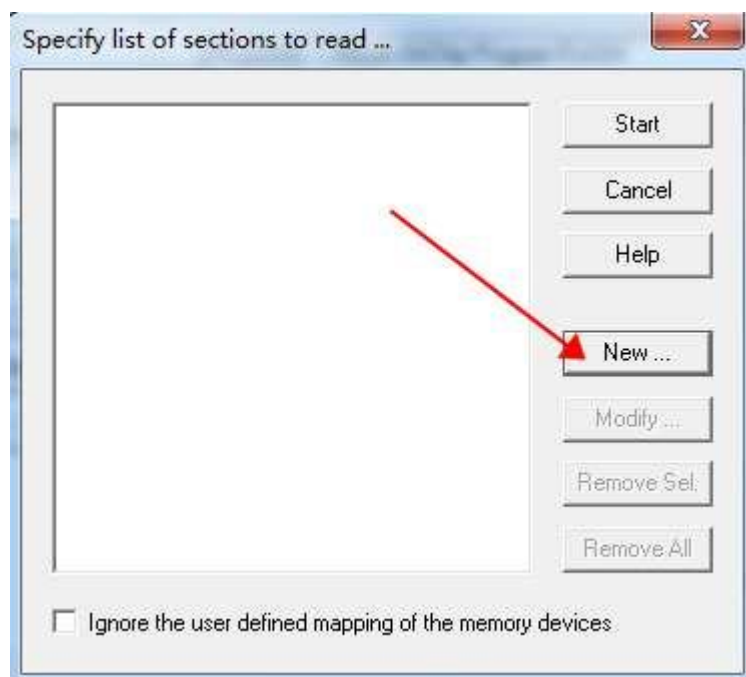 Specify list of sections to read ...
Start
Cancel
Help
New ...
Modify ...
Remove Sel.
Remove All
Ignore the user defined mapping of the memory devices